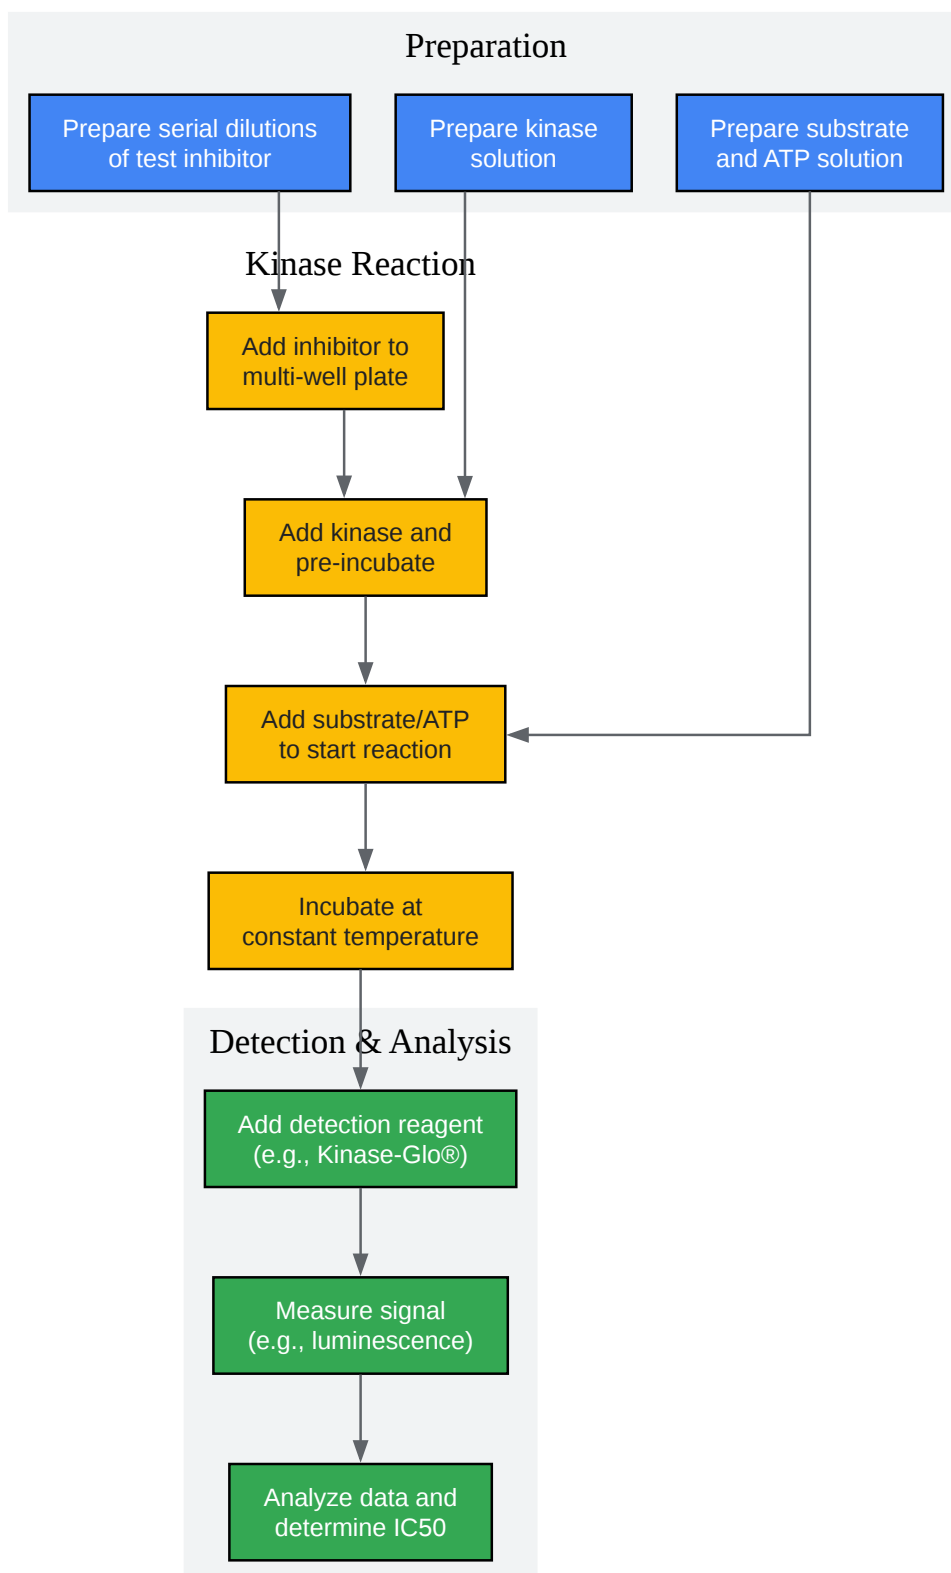 Preparation
Prepare serial dilutions
of test inhibitor
Prepare kinase
solution
Prepare substrate
and ATP solution
Kinase Reaction
Add inhibitor to
multi-well plate
Add kinase and
pre-incubate
Add substrate/ATP
to start reaction
Incubate at
constant temperature
Detection & Analysis
Add detection reagent
(e.g., Kinase-Glo®)
Measure signal
(e.g., luminescence)
Analyze data and
determine IC50